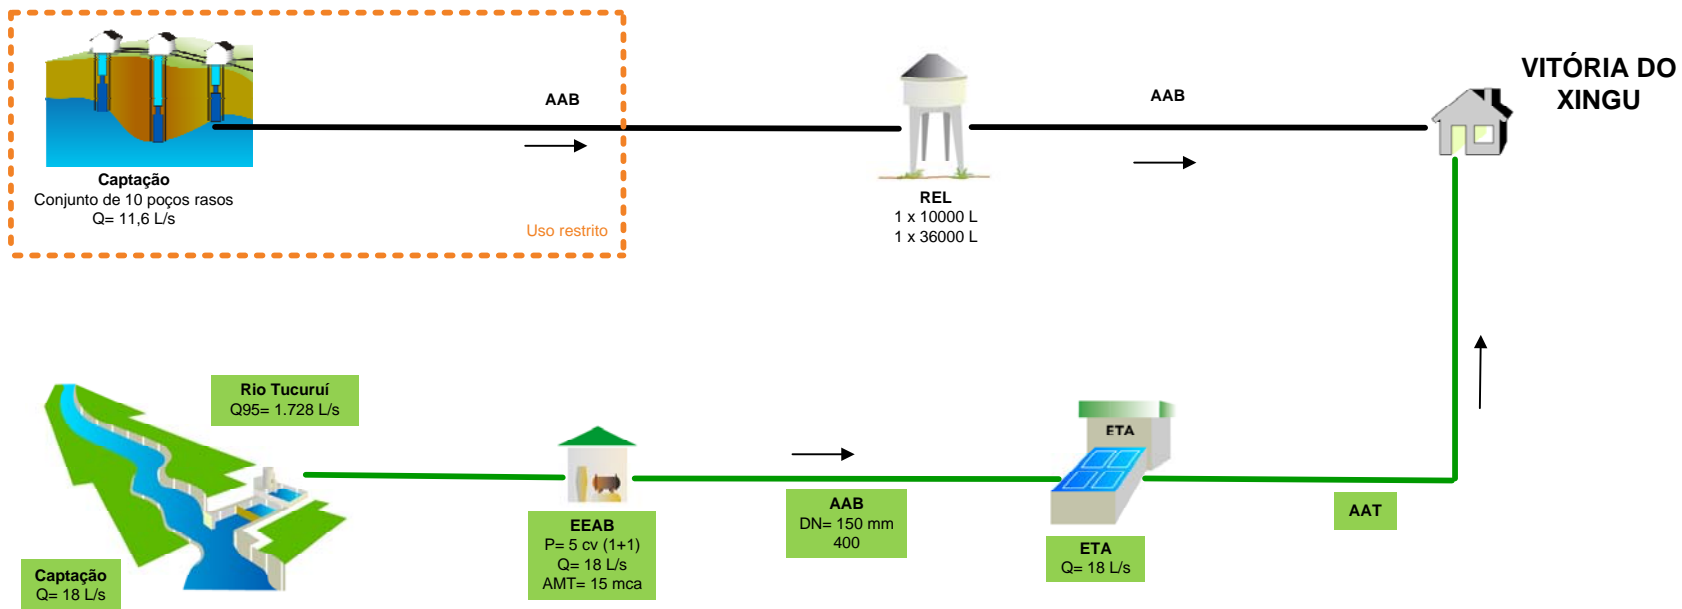 VITÓRIA DO
XINGU
AAB
AAB
Captação
Conjunto de 10 poços rasos
Q= 11,6 L/s
Uso restrito
REL
1 x 10000 L
1 x 36000 L
Rio Tucuruí
Q95= 1.728 L/s
ETA
Captação
Q= 18 L/s
EEAB
P= 5 cv (1+1)
Q= 18 L/s
AMT= 15 mca
AAB
DN= 150 mm
400
ETA
Q= 18 L/s
AAT